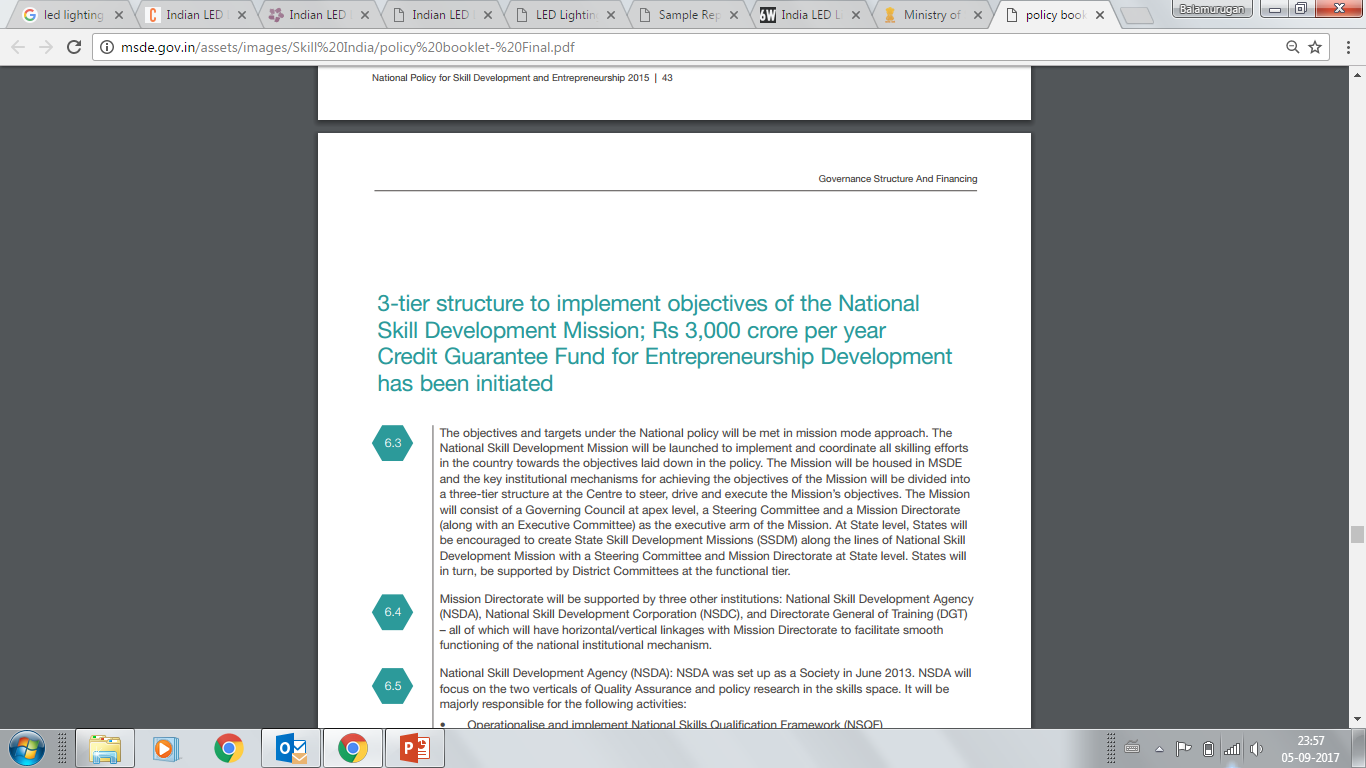 led lighting
Indian LED
Indian LED
Indian LED
LED Lightin
Sample Rep
India LED L
Ministry of
policy book
Balamurugan
msde.gov.in/assets/images/Skill%20India/policy%20booklet-%20Final.pdf
National Policy for Skill Development and Entrepreneurship 2015 | 43
Governance Structure And Financing
3-tier structure to implement objectives of the National
Skill Development Mission; Rs 3,000 crore per year
Credit Guarantee Fund for Entrepreneurship Development
has been initiated
6.3
The objectives and targets under the National policy will be met in mission mode approach. The
National Skill Development Mission will be launched to implement and coordinate all skilling efforts
in the country towards the objectives laid down in the policy. The Mission will be housed in MSDE
and the key institutional mechanisms for achieving the objectives of the Mission will be divided into
a three-tier structure at the Centre to steer, drive and execute the Mission's objectives. The Mission
will consist of a Governing Council at apex level, a Steering Committee and a Mission Directorate
(along with an Executive Committee) as the executive arm of the Mission. At State level, States will
be encouraged to create State Skill Development Missions (SSDM) along the lines of National Skill
Development Mission with a Steering Committee and Mission Directorate at State level. States will
in turn, be supported by District Committees at the functional tier.
6.4
Mission Directorate will be supported by three other institutions: National Skill Development Agency
(NSDA), National Skill Development Corporation (NSDC), and Directorate General of Training (DGT)
– all of which will have horizontal/vertical linkages with Mission Directorate to facilitate smooth
functioning of the national institutional mechanism.
6.5
National Skill Development Agency (NSDA): NSDA was set up as a Society in June 2013. NSDA will
focus on the two verticals of Quality Assurance and policy research in the skills space. It will be
majorly responsible for the following activities:
• Operationalise and implement National Skills Qualification Framework (NSQF)
23:57
05-09-2017